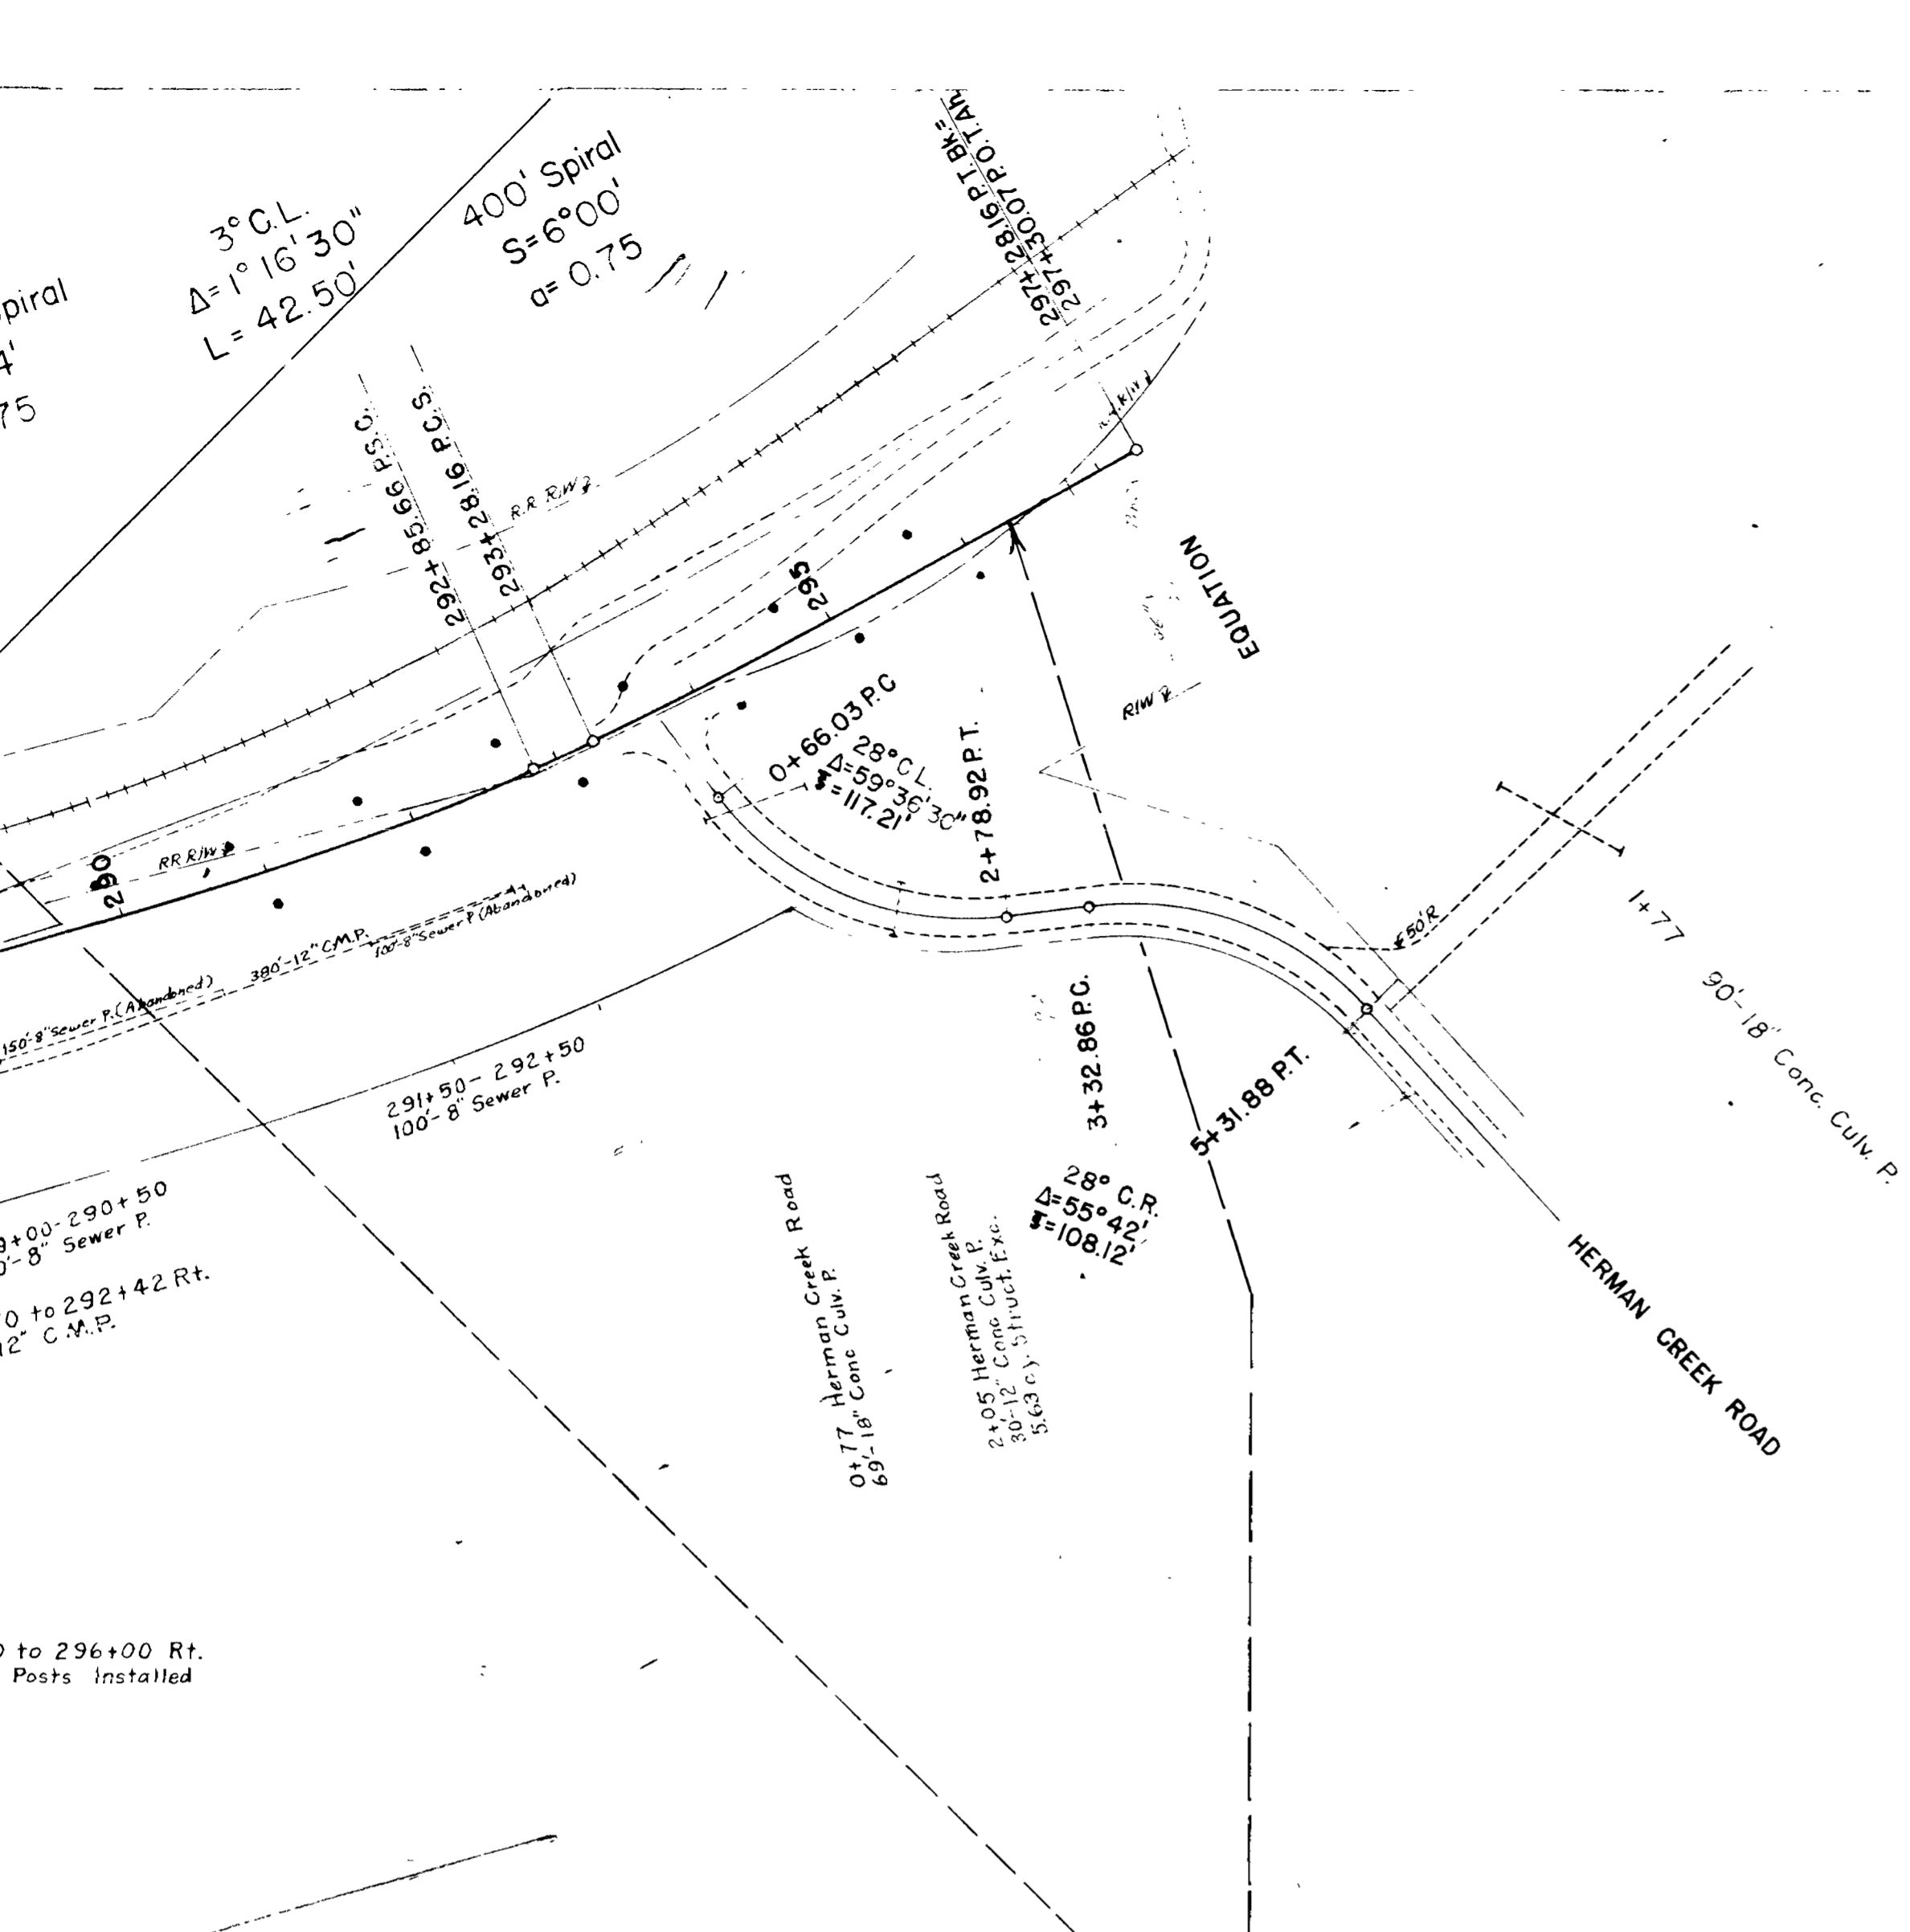 3° C.L.
Δ=1° 16' 30"
L= 42.50'
400' Spiral
S=6°00'
a= 0.75
piral
4'
75
297+28.16 P.T. Bk.=
297+30.07 P.O.T. Ah
292+85.66 P.S.C.
293+28.16 P.C.S.
R.R R/W
295
EQUATION
R/W
0+66.03 P.C
28° C L.
Δ=59°36'30"
=117.21'
2+78.92 P.T.
290
RR R/W
380'-12" C.M.P.
100'-8" Sewer P (Abandoned)
150'-8" Sewer P. (Abandoned)
50'R
1+77 90'-18" Conc. Culv. P.
291+50- 292+50
100'-8" Sewer P.
3+32.86 P.C.
5+31.88 P.T.
28° C.R.
Δ=55°42'
=108.12'
9+00-290+50
0'-8" Sewer P.
0 to 292+42 Rt.
12" C.M.P.
0+77 Herman Creek Road
69'-18" Conc Culv. P.
2+05 Herman Creek Road
30'-12" Conc Culv. P.
5.63 c.y. Struct. Exc.
HERMAN CREEK ROAD
0 to 296+00 Rt.
Posts Installed